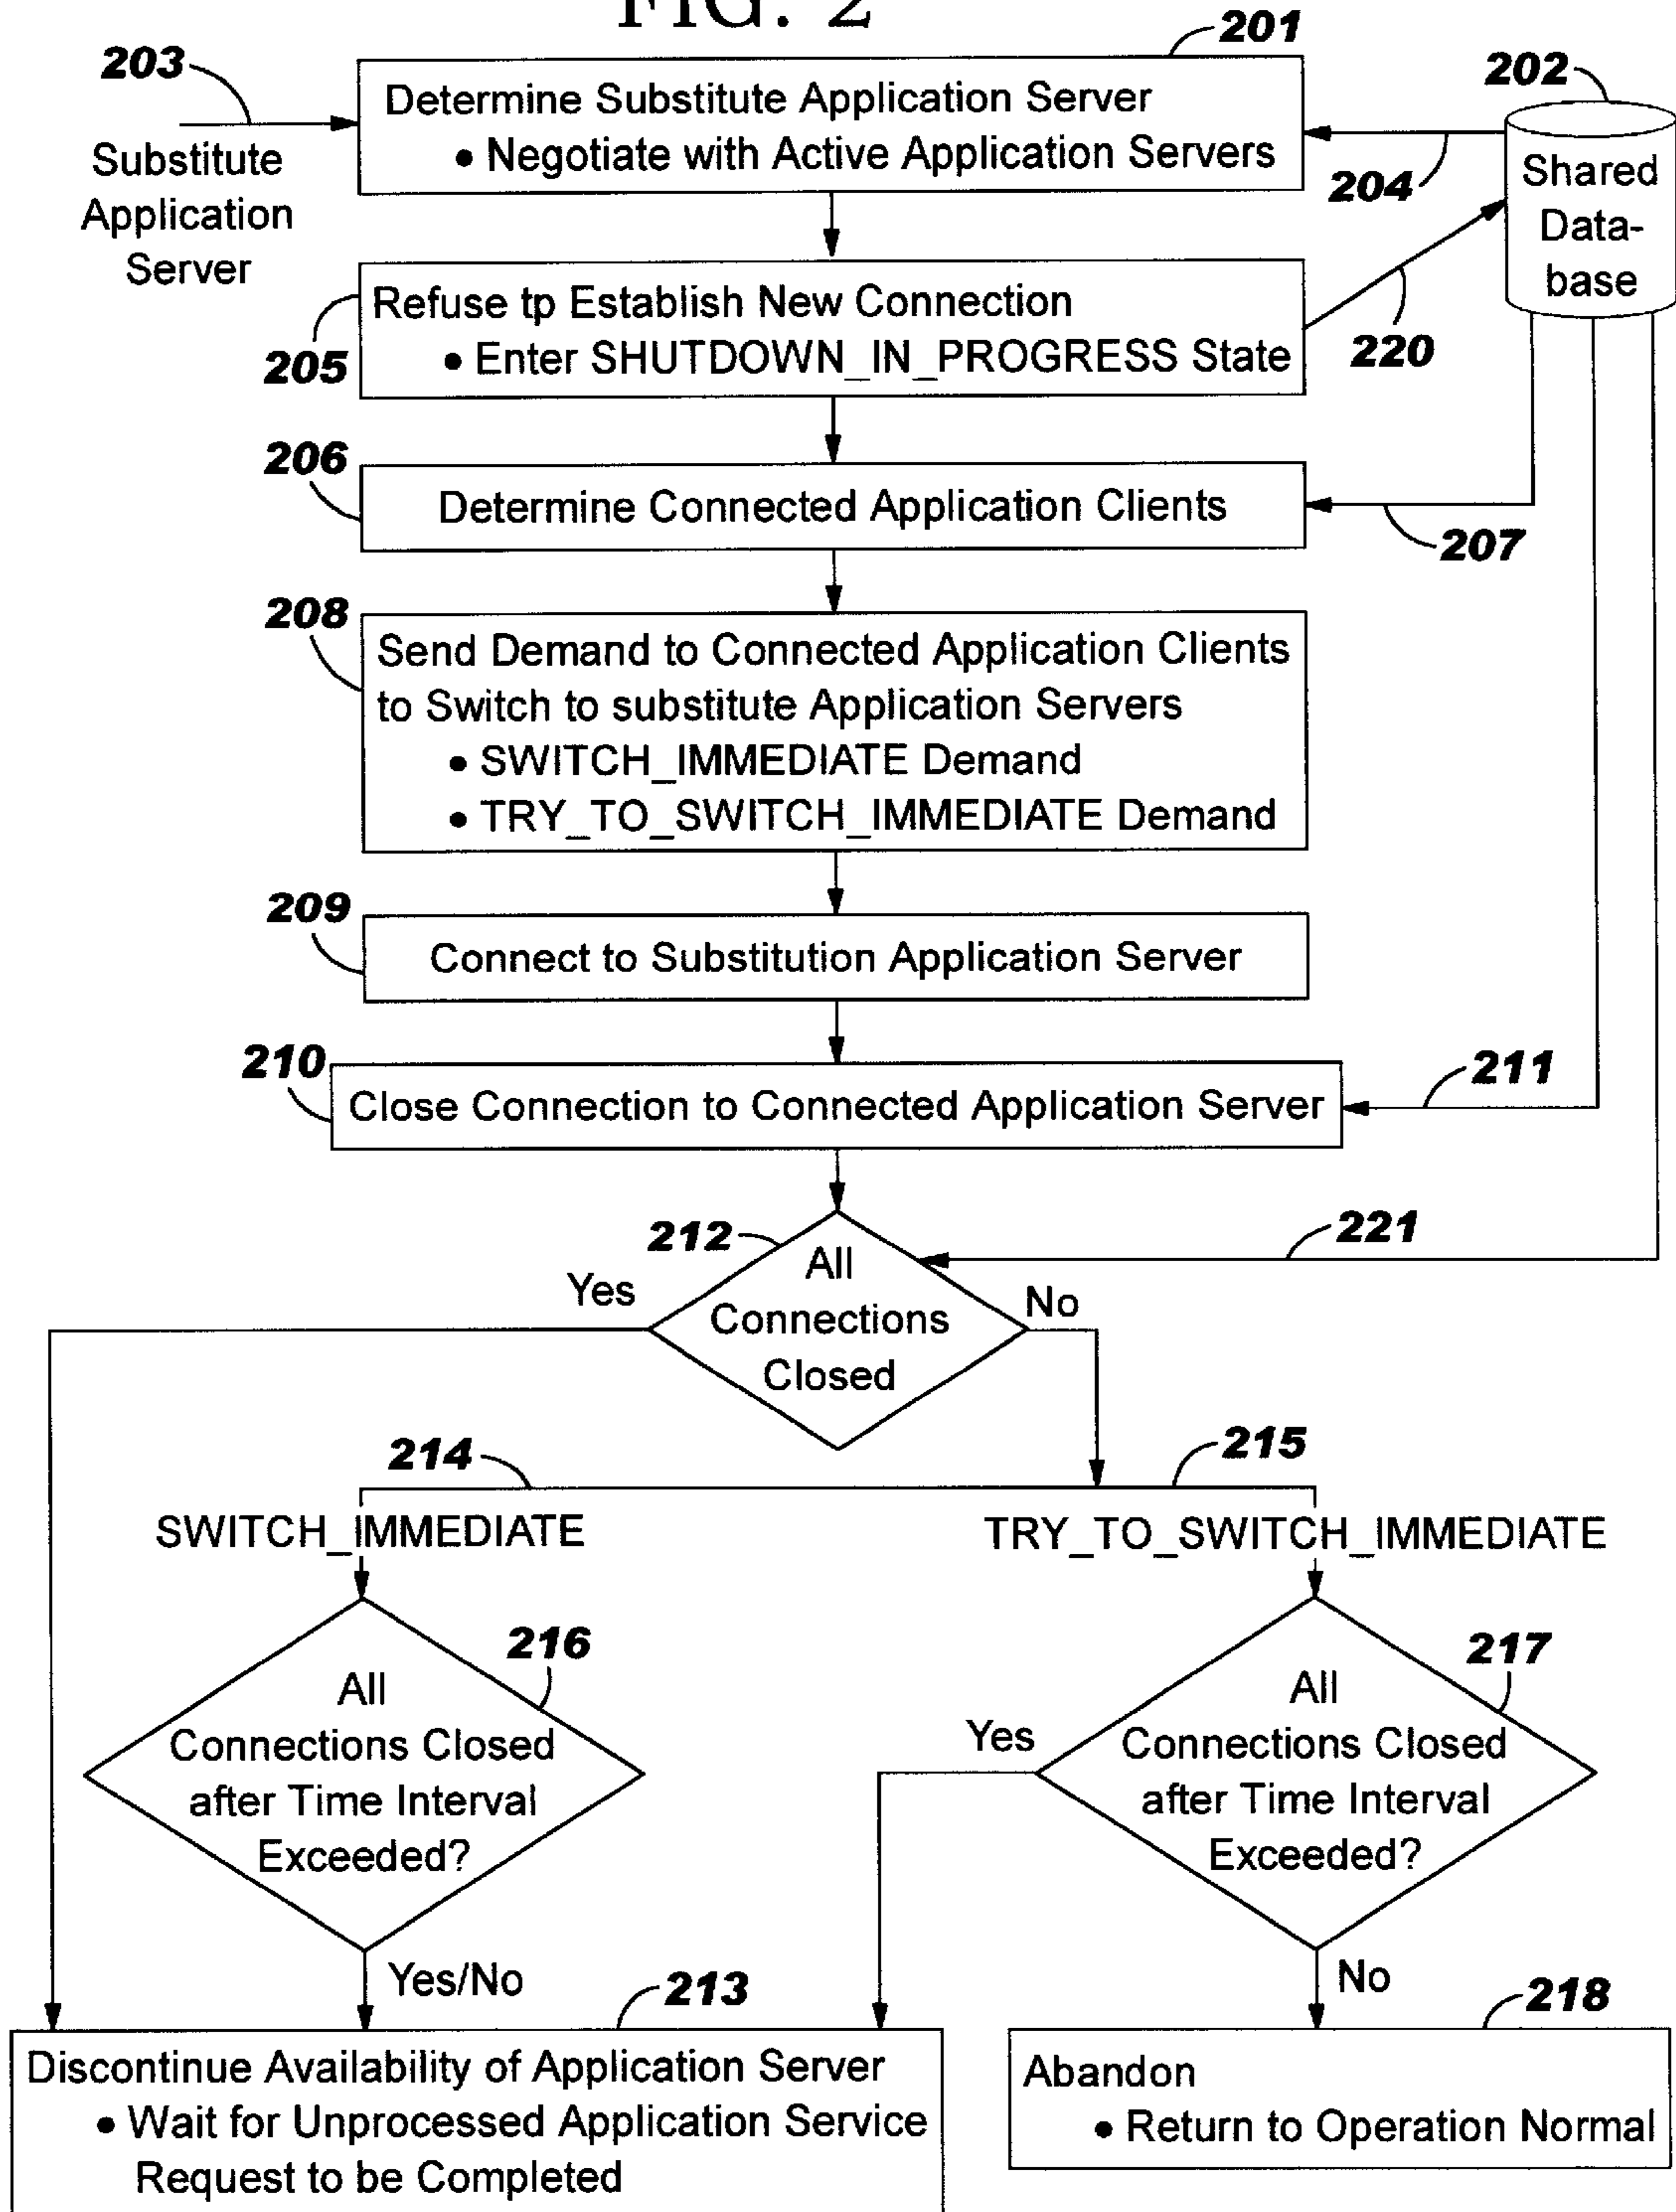 FIG. 2
201
203
202
Determine Substitute Application Server
• Negotiate with Active Application Servers
Substitute
Application
Server
204
Shared
Data-
base
Refuse tp Establish New Connection
• Enter SHUTDOWN_IN_PROGRESS State
205
220
206
Determine Connected Application Clients
207
208
Send Demand to Connected Application Clients
to Switch to substitute Application Servers
• SWITCH_IMMEDIATE Demand
• TRY_TO_SWITCH_IMMEDIATE Demand
209
Connect to Substitution Application Server
210
211
Close Connection to Connected Application Server
212
221
All
Connections
Closed
Yes
No
214
215
SWITCH_IMMEDIATE
TRY_TO_SWITCH_IMMEDIATE
216
All
Connections Closed
after Time Interval
Exceeded?
217
All
Connections Closed
after Time Interval
Exceeded?
Yes
Yes/No
No
213
218
Discontinue Availability of Application Server
• Wait for Unprocessed Application Service
Request to be Completed
Abandon
• Return to Operation Normal